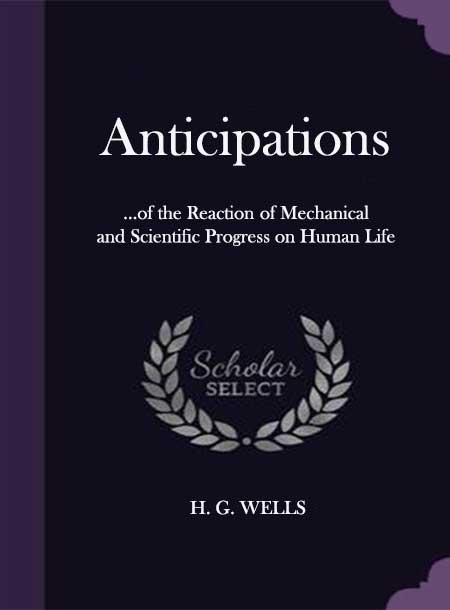 Anticipations
...of the Reaction of Mechanical
and Scientific Progress on Human Life
Scholar
SELECT
H. G. WELLS